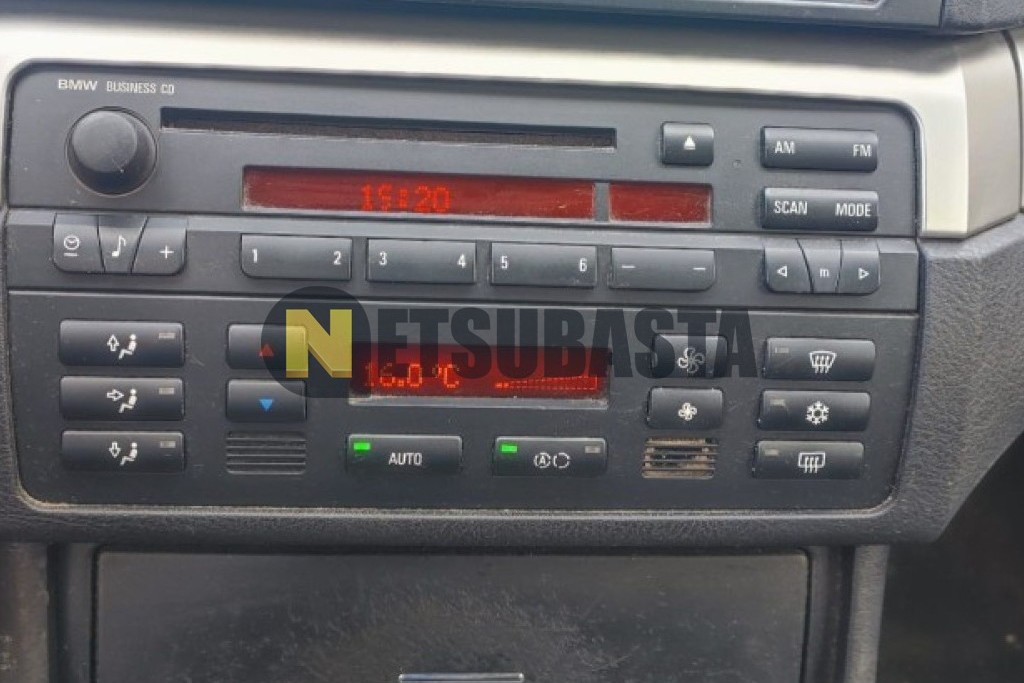 BMW BUSINESS CD
AM FM
15:20
SCAN MODE
+ 1 2 3 4 5 6 – – m
NETSUBASTA
16.0 °C
AUTO
A